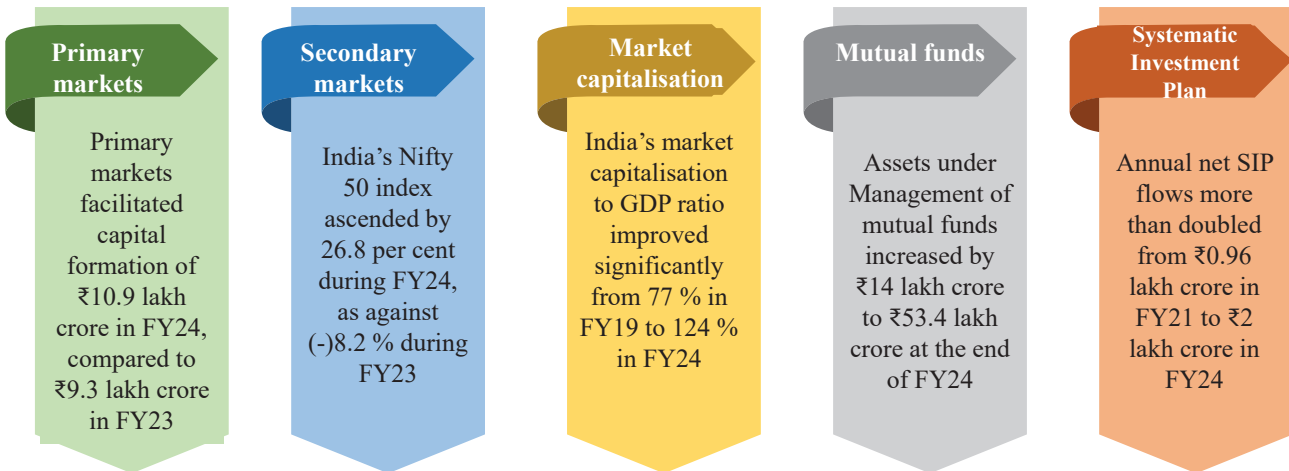 Primary
markets
Primary
markets
facilitated
capital
formation of
₹10.9 lakh
crore in FY24,
compared to
₹9.3 lakh crore
in FY23
Secondary
markets
India’s Nifty
50 index
ascended by
26.8 per cent
during FY24,
as against
(-)8.2 % during
FY23
Market
capitalisation
India’s market
capitalisation
to GDP ratio
improved
significantly
from 77 % in
FY19 to 124 %
in FY24
Mutual funds
Assets under
Management of
mutual funds
increased by
₹14 lakh crore
to ₹53.4 lakh
crore at the end
of FY24
Systematic
Investment
Plan
Annual net SIP
flows more
than doubled
from ₹0.96
lakh crore in
FY21 to ₹2
lakh crore in
FY24